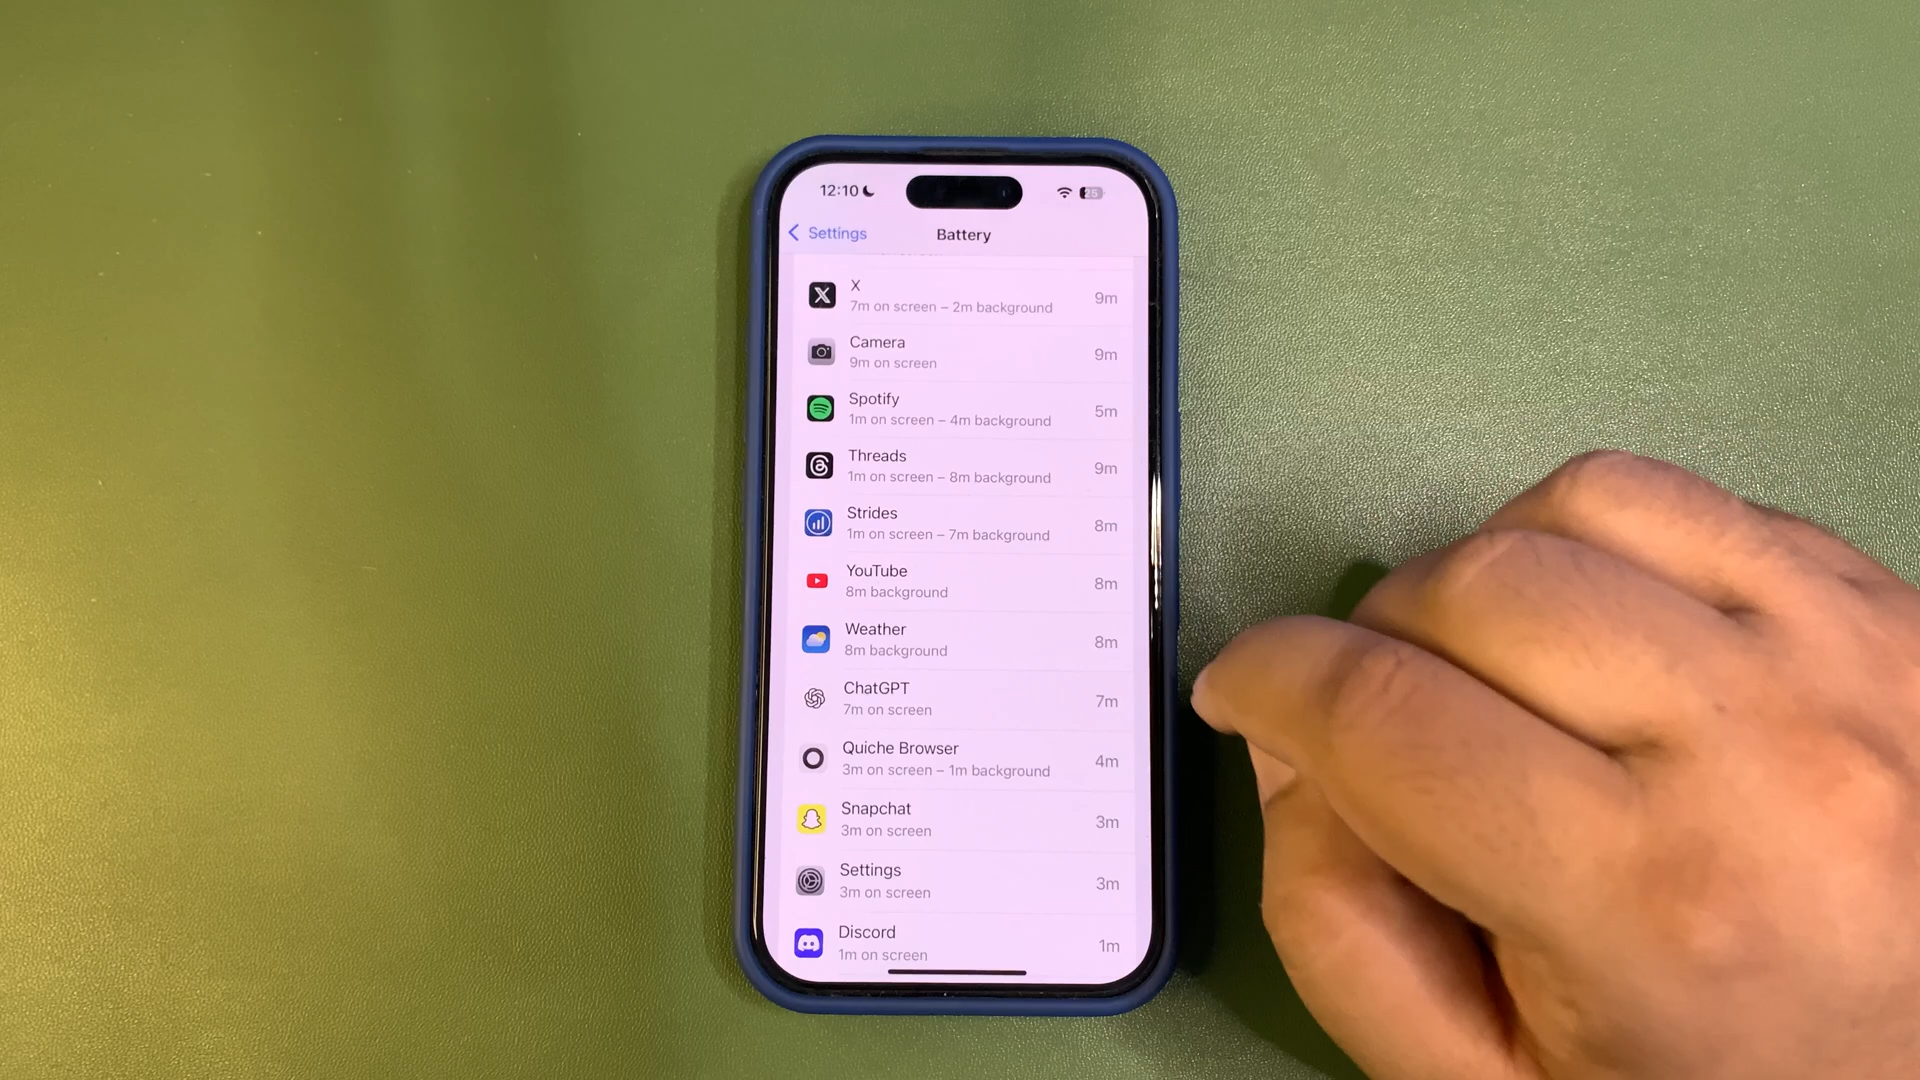 12:10
25
Settings
Battery
X
7m on screen – 2m background
9m
Camera
9m on screen
9m
Spotify
1m on screen – 4m background
5m
Threads
1m on screen – 8m background
9m
Strides
1m on screen – 7m background
8m
YouTube
8m background
8m
Weather
8m background
8m
ChatGPT
7m on screen
7m
Quiche Browser
3m on screen – 1m background
4m
Snapchat
3m on screen
3m
Settings
3m on screen
3m
Discord
1m on screen
1m